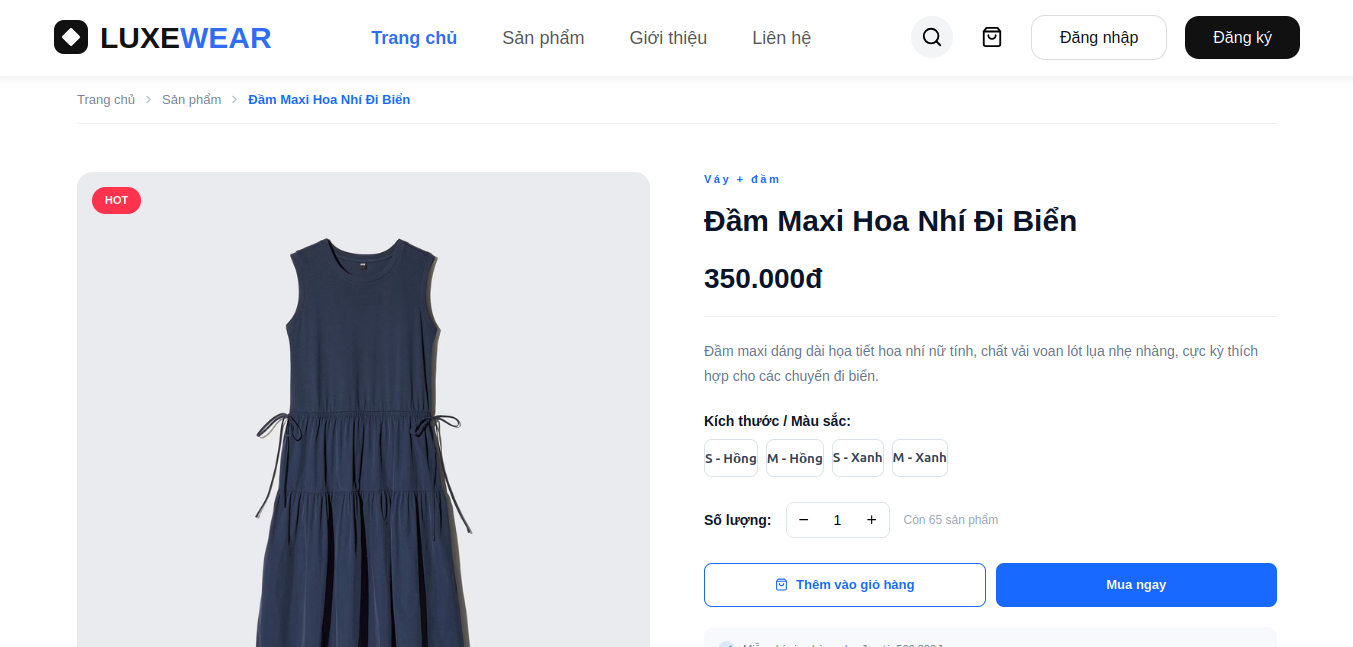 LUXEWEAR
Trang chủ
Sản phẩm
Giới thiệu
Liên hệ
Đăng nhập
Đăng ký
Trang chủ > Sản phẩm > Đầm Maxi Hoa Nhí Đi Biển
HOT
Váy + đầm
Đầm Maxi Hoa Nhí Đi Biển
350.000đ
Đầm maxi dáng dài họa tiết hoa nhí nữ tính, chất vải voan lót lụa nhẹ nhàng, cực kỳ thích
hợp cho các chuyến đi biển.
Kích thước / Màu sắc:
S - Hồng
M - Hồng
S - Xanh
M - Xanh
Số lượng:
− 1 +
Còn 65 sản phẩm
Thêm vào giỏ hàng
Mua ngay